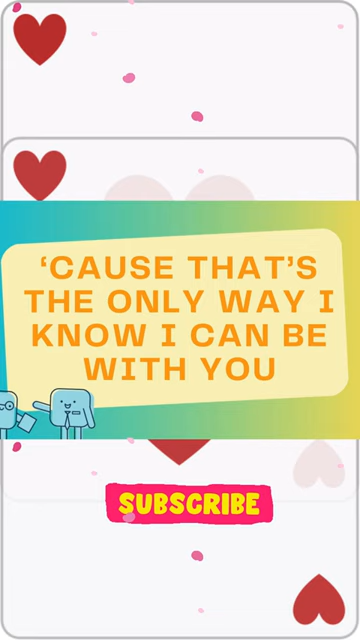 ‘CAUSE THAT’S
THE ONLY WAY I
KNOW I CAN BE
WITH YOU
SUBSCRIBE